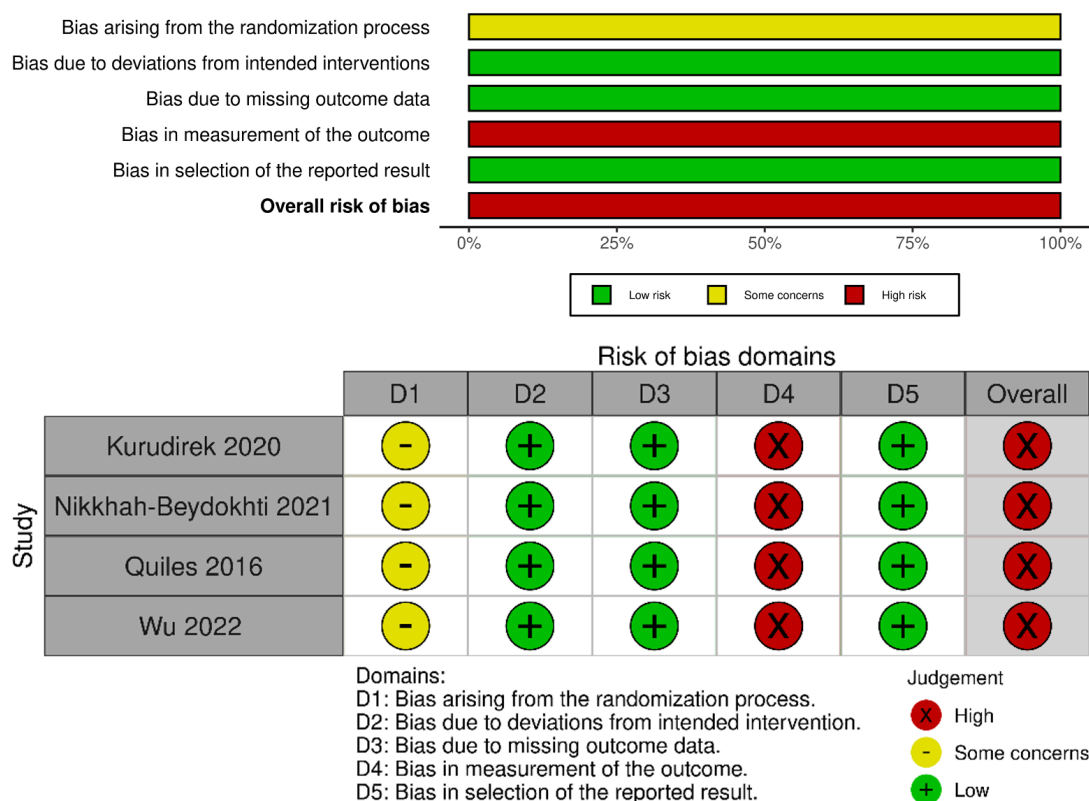 Bias arising from the randomization process
Bias due to deviations from intended interventions
Bias due to missing outcome data
Bias in measurement of the outcome
Bias in selection of the reported result
Overall risk of bias
0% 25% 50% 75% 100%
Low risk Some concerns High risk
Risk of bias domains
D1 D2 D3 D4 D5 Overall
Study
Kurudirek 2020 - + + X + X
Nikkhah-Beydokhti 2021 - + + X + X
Quiles 2016 - + + X + X
Wu 2022 - + + X + X
Domains:
D1: Bias arising from the randomization process.
D2: Bias due to deviations from intended intervention.
D3: Bias due to missing outcome data.
D4: Bias in measurement of the outcome.
D5: Bias in selection of the reported result.
Judgement
X High
- Some concerns
+ Low